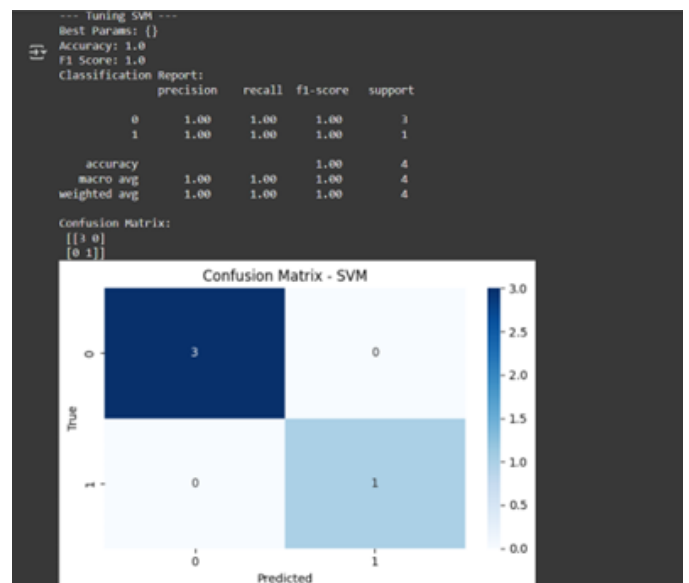 --- Tuning SVM ---
Best Params: {}
Accuracy: 1.0
F1 Score: 1.0
Classification Report:
precision recall f1-score support
0 1.00 1.00 1.00 3
1 1.00 1.00 1.00 1
accuracy 1.00 4
macro avg 1.00 1.00 1.00 4
weighted avg 1.00 1.00 1.00 4
Confusion Matrix:
[[3 0]
[0 1]]
Confusion Matrix - SVM
3.0
0 3 0
2.5
2.0
True
1.5
1 0 1
1.0
0.5
0.0
0 1
Predicted